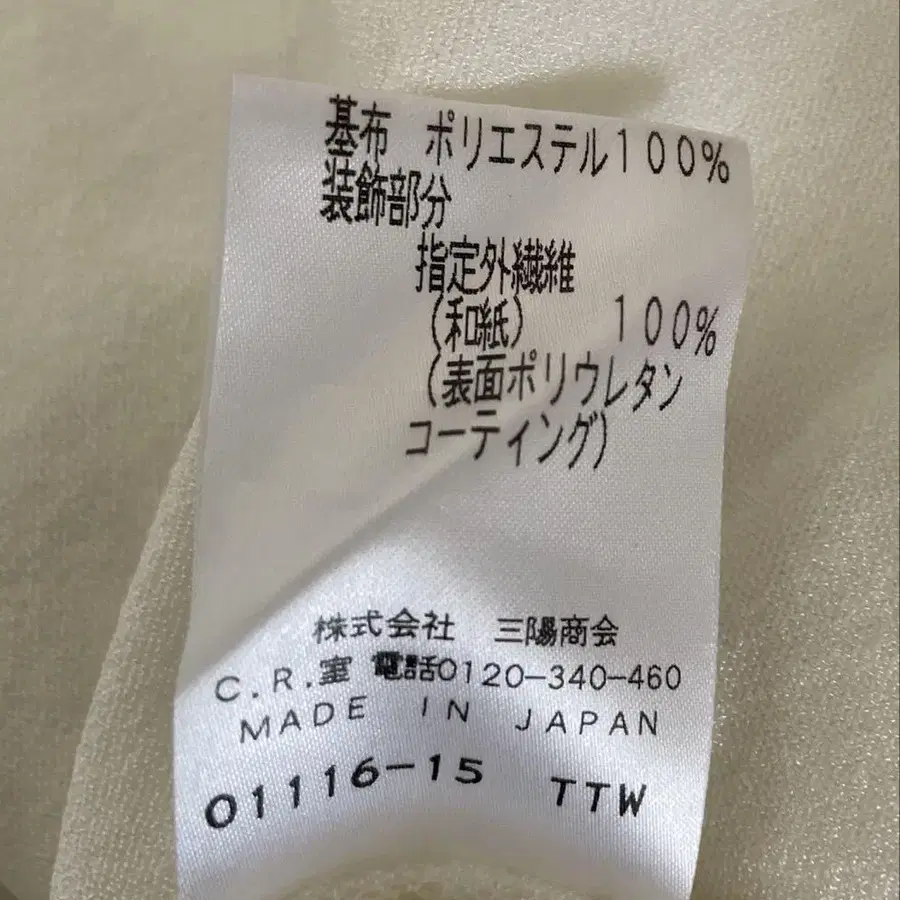 基布 ポリエステル100%
装飾部分
指定外繊維
(和紙) 100%
(表面ポリウレタン
コーティング)
株式会社 三陽商会
C.R.室 電話0120-340-460
MADE IN JAPAN
01116-15 TTW